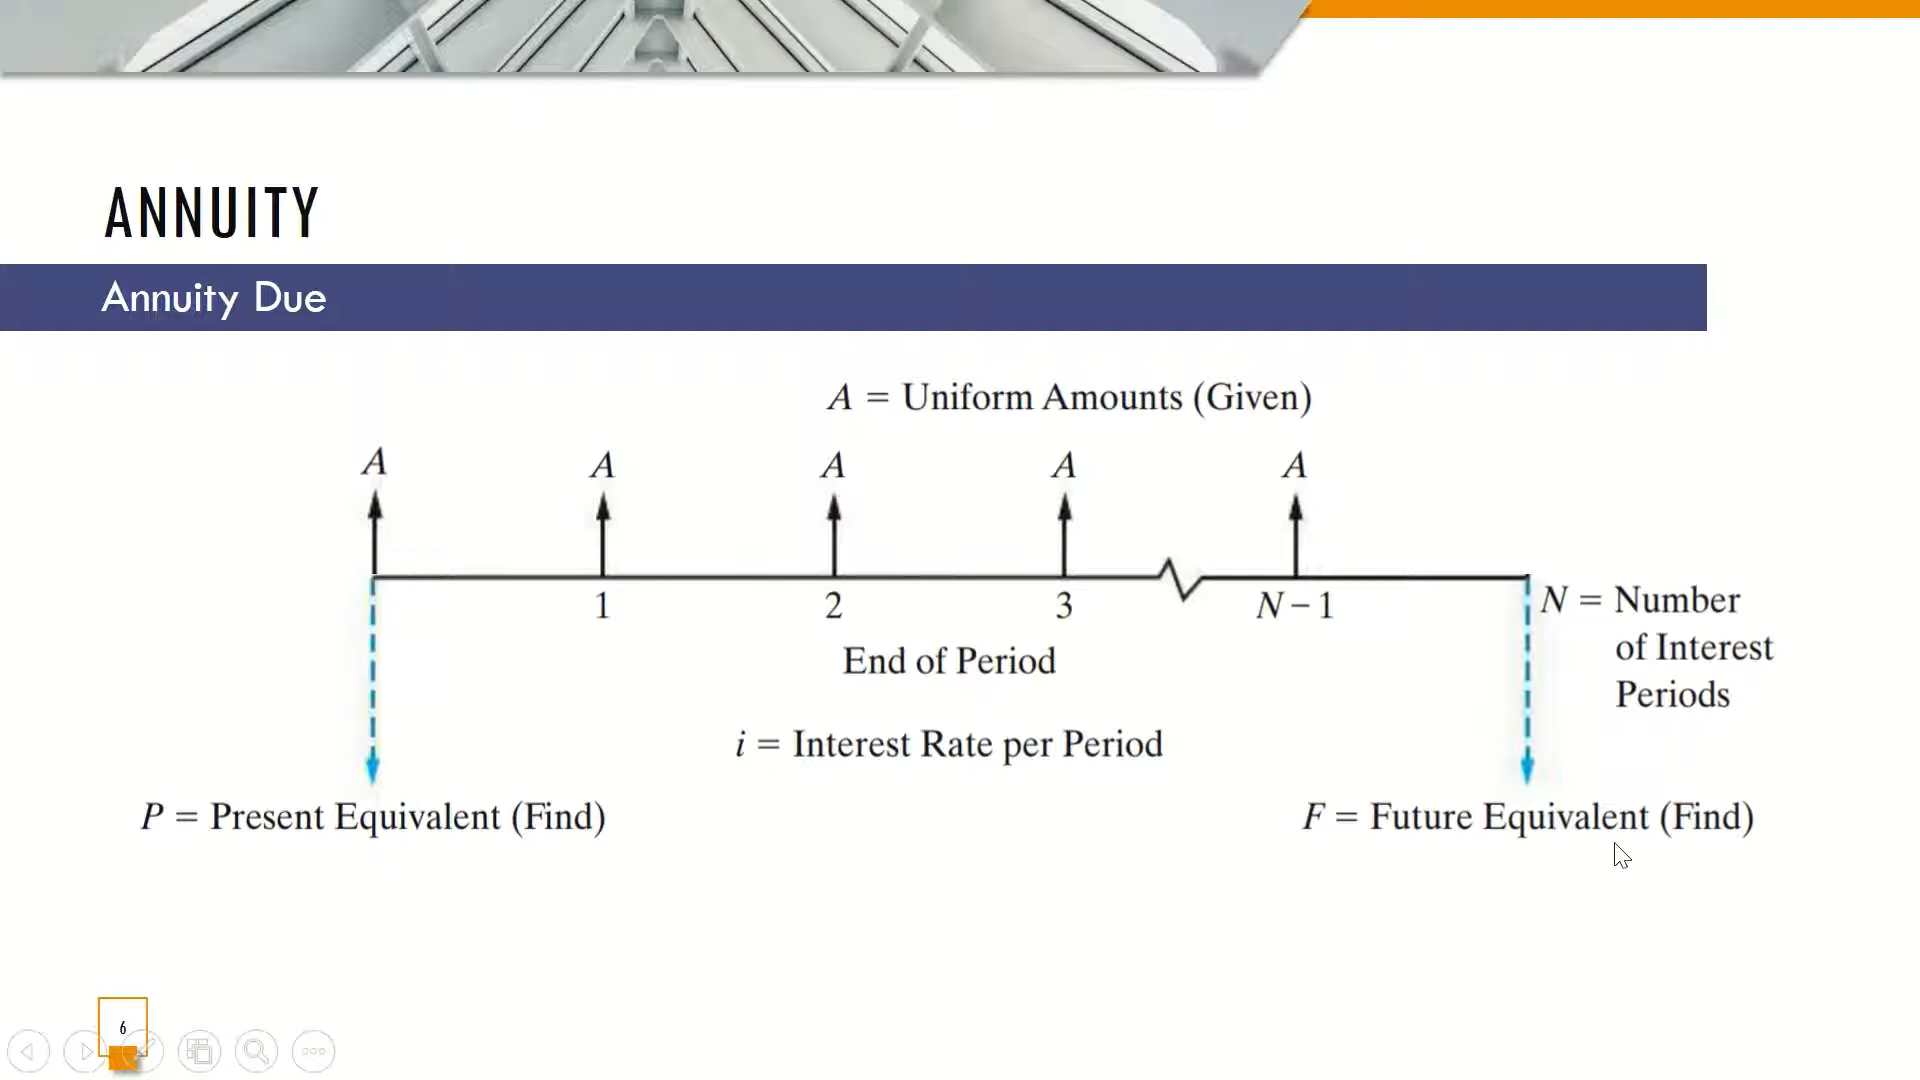 ANNUITY
Annuity Due
A = Uniform Amounts (Given)
A A A A A
1 2 3 N – 1
N = Number
of Interest
Periods
End of Period
i = Interest Rate per Period
P = Present Equivalent (Find)
F = Future Equivalent (Find)
6